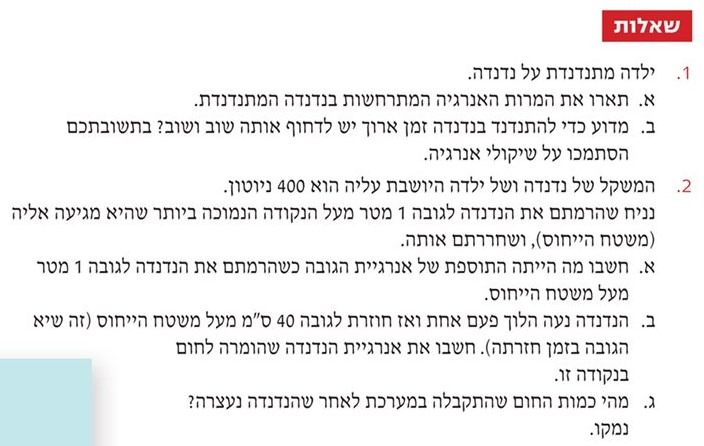 שאלות
1. ילדה מתנדנדת על נדנדה.
א. תארו את המרות האנרגיה המתרחשות בנדנדה המתנדנדת.
ב. מדוע כדי להתנדנד בנדנדה זמן ארוך יש לדחוף אותה שוב ושוב? בתשובתכם
הסתמכו על שיקולי אנרגיה.
2. המשקל של נדנדה ושל ילדה היושבת עליה הוא 400 ניוטון.
נניח שהרמתם את הנדנדה לגובה 1 מטר מעל הנקודה הנמוכה ביותר שהיא מגיעה אליה
(משטח הייחוס), ושחררתם אותה.
א. חשבו מה הייתה התוספת של אנרגיית הגובה כשהרמתם את הנדנדה לגובה 1 מטר
מעל משטח הייחוס.
ב. הנדנדה נעה הלוך פעם אחת ואז חוזרת לגובה 40 ס"מ מעל משטח הייחוס (זה שיא
הגובה בזמן חזרתה). חשבו את אנרגיית הנדנדה שהומרה לחום
בנקודה זו.
ג. מהי כמות החום שהתקבלה במערכת לאחר שהנדנדה נעצרה?
נמקו.